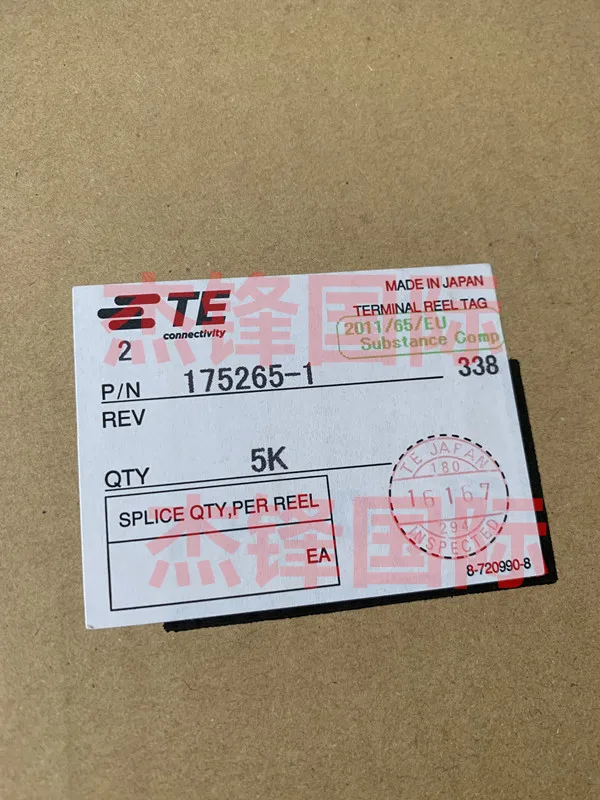 MADE IN JAPAN
TE
connectivity
TERMINAL REEL TAG
2011/65/EU
Substance Comp
2
338
P/N 175265-1
REV
QTY 5K
SPLICE QTY,PER REEL
EA
TE JAPAN
180
16167
294
INSPECTED
8-720990-8
杰锋国际
杰锋国际